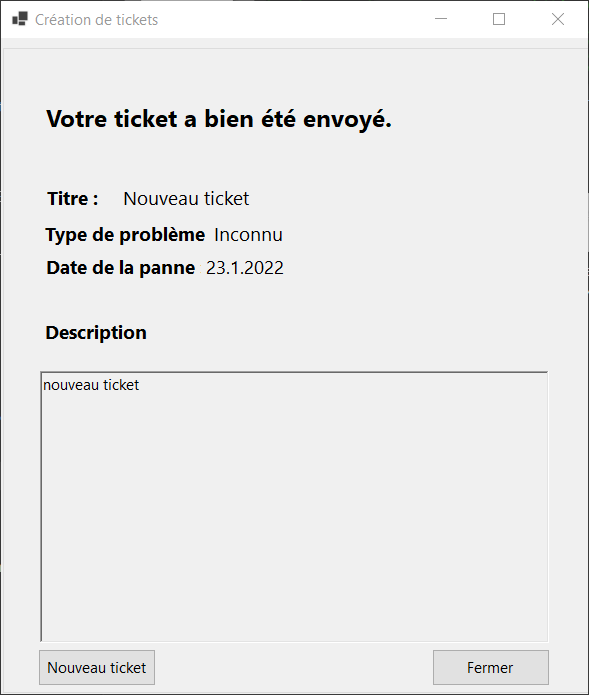 Création de tickets
Votre ticket a bien été envoyé.
Titre : Nouveau ticket
Type de problème Inconnu
Date de la panne 23.1.2022
Description
nouveau ticket
Nouveau ticket Fermer